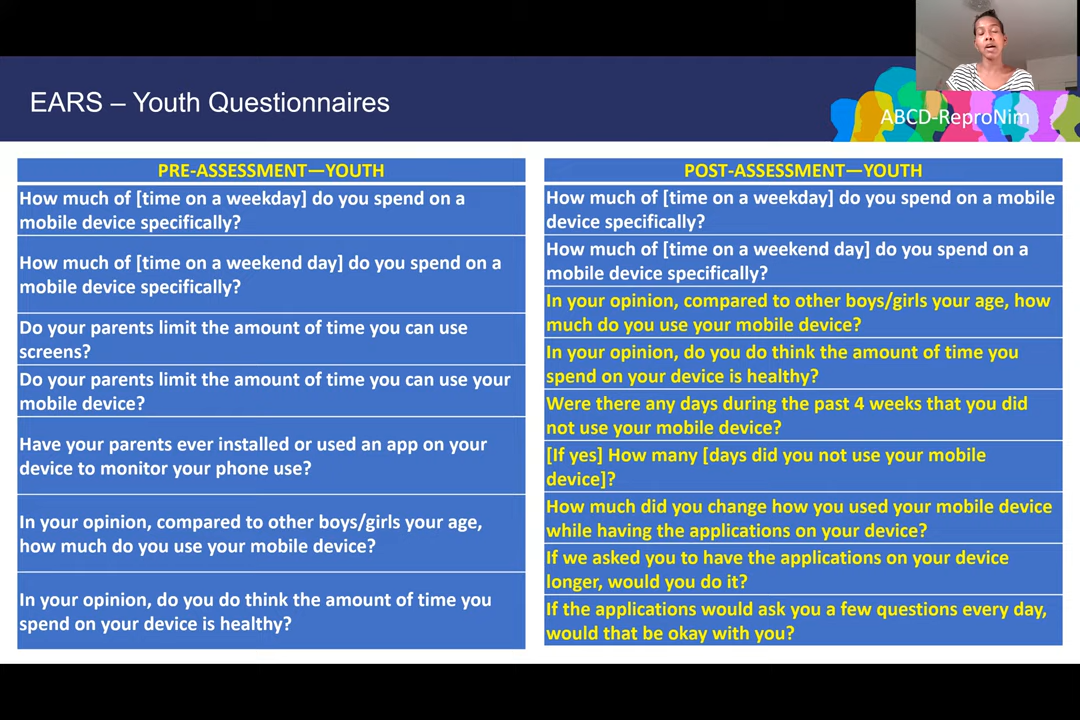 EARS – Youth Questionnaires
ABCD-ReproNim
PRE-ASSESSMENT—YOUTH
How much of [time on a weekday] do you spend on a
mobile device specifically?
How much of [time on a weekend day] do you spend on a
mobile device specifically?
Do your parents limit the amount of time you can use
screens?
Do your parents limit the amount of time you can use your
mobile device?
Have your parents ever installed or used an app on your
device to monitor your phone use?
In your opinion, compared to other boys/girls your age,
how much do you use your mobile device?
In your opinion, do you do think the amount of time you
spend on your device is healthy?
POST-ASSESSMENT—YOUTH
How much of [time on a weekday] do you spend on a mobile
device specifically?
How much of [time on a weekend day] do you spend on a
mobile device specifically?
In your opinion, compared to other boys/girls your age, how
much do you use your mobile device?
In your opinion, do you do think the amount of time you
spend on your device is healthy?
Were there any days during the past 4 weeks that you did
not use your mobile device?
[If yes] How many [days did you not use your mobile
device]?
How much did you change how you used your mobile device
while having the applications on your device?
If we asked you to have the applications on your device
longer, would you do it?
If the applications would ask you a few questions every day,
would that be okay with you?